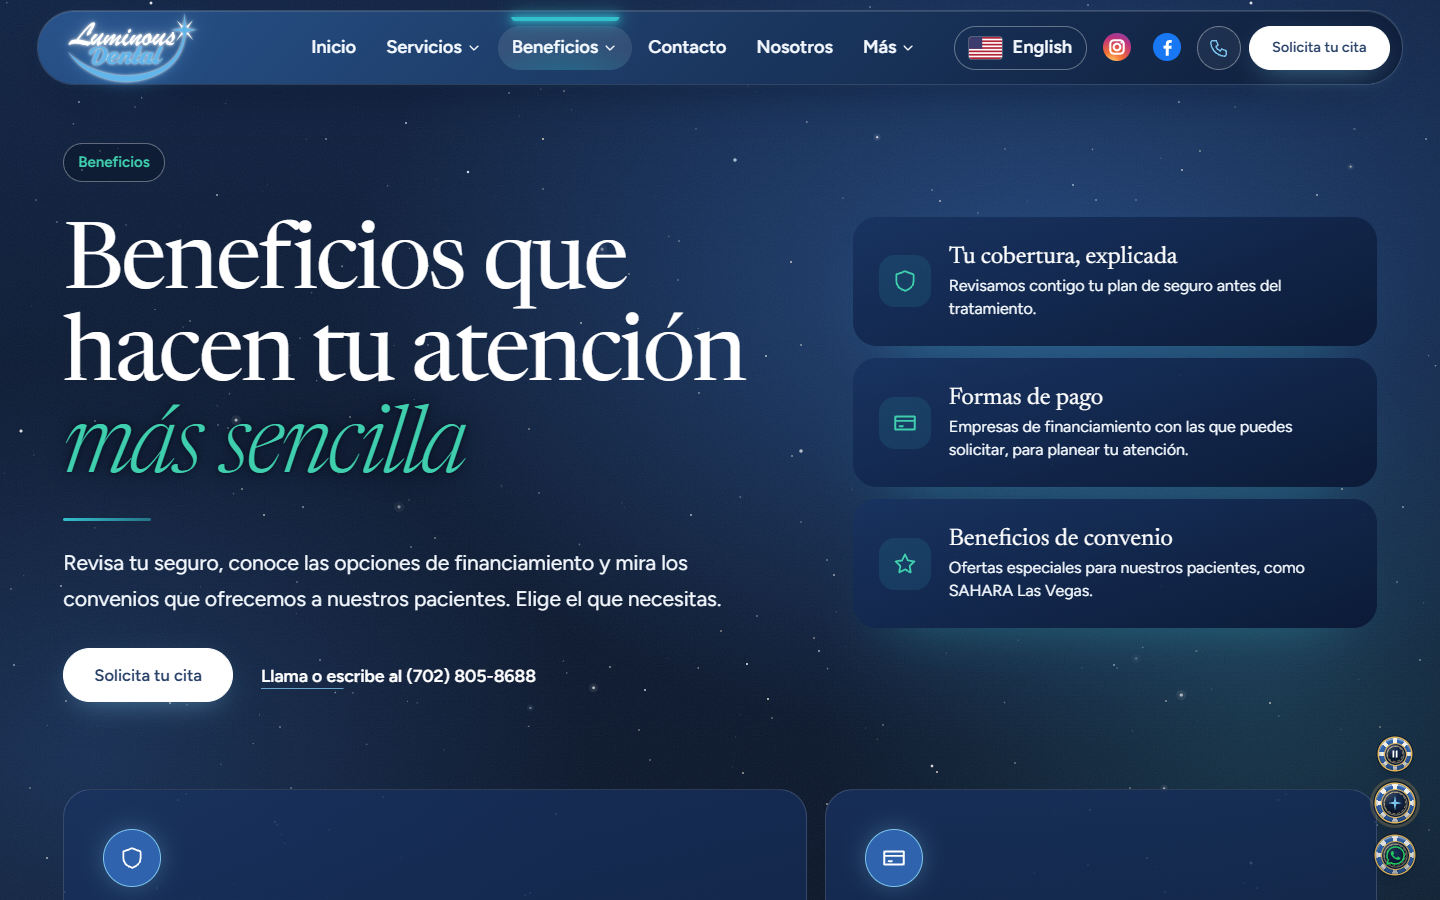 Luminous
Dental
Inicio
Servicios
Beneficios
Contacto
Nosotros
Más
English
Solicita tu cita
Beneficios
Beneficios que
hacen tu atención
más sencilla
Revisa tu seguro, conoce las opciones de financiamiento y mira los
convenios que ofrecemos a nuestros pacientes. Elige el que necesitas.
Solicita tu cita
Llama o escribe al (702) 805-8688
Tu cobertura, explicada
Revisamos contigo tu plan de seguro antes del
tratamiento.
Formas de pago
Empresas de financiamiento con las que puedes
solicitar, para planear tu atención.
Beneficios de convenio
Ofertas especiales para nuestros pacientes, como
SAHARA Las Vegas.